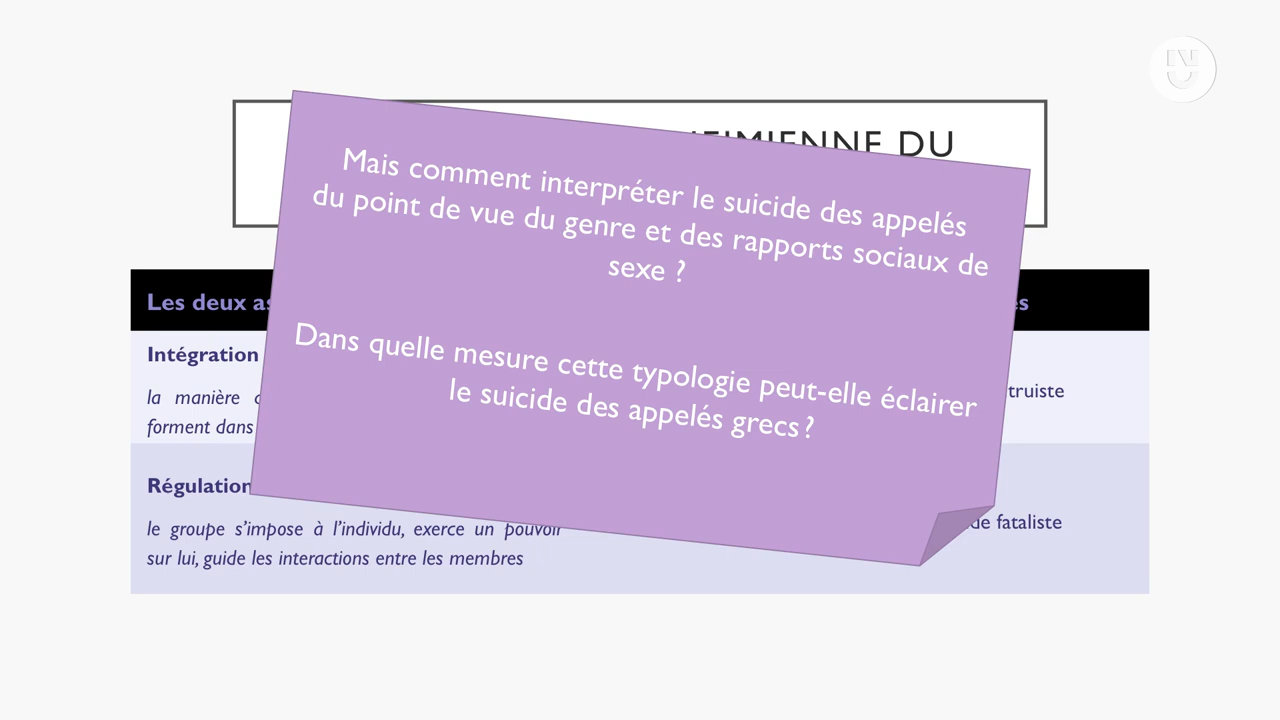 DU
Mais comment interpréter le suicide des appelés
du point de vue du genre et des rapports sociaux de
sexe ?
Dans quelle mesure cette typologie peut-elle éclairer
le suicide des appelés grecs ?
Les deux
Intégration
la manière
forment dans
Régulation
le groupe s’impose à l’individu, exerce un pouvoir
sur lui, guide les interactions entre les membres
de fataliste